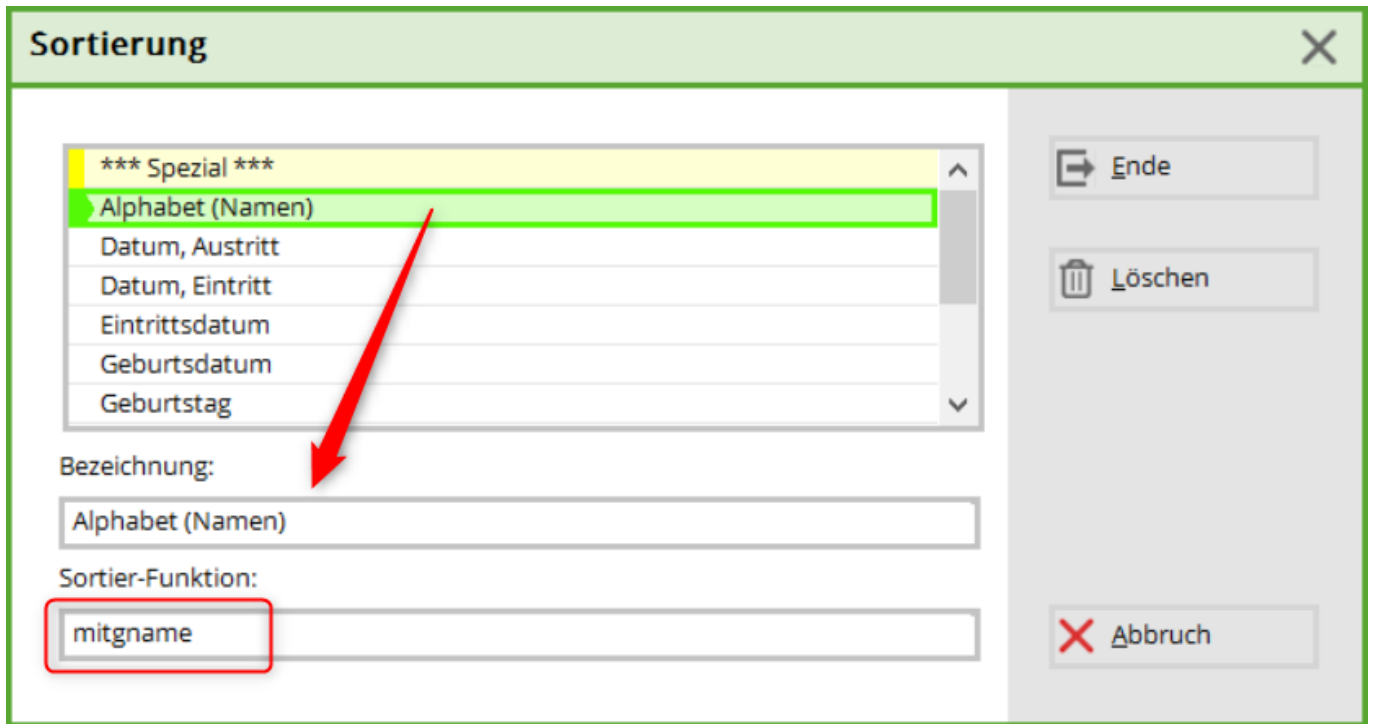 Sortierung
*** Spezial ***
Alphabet (Namen)
Datum, Austritt
Datum, Eintritt
Eintrittsdatum
Geburtsdatum
Geburtstag
Bezeichnung:
Alphabet (Namen)
Sortier-Funktion:
mitgname
Ende
Löschen
Abbruch